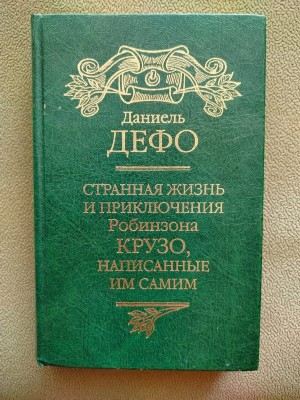 Даниель
ДЕФО
СТРАННАЯ ЖИЗНЬ
И ПРИКЛЮЧЕНИЯ
Робинзона
КРУЗО,
НАПИСАННЫЕ
ИМ САМИМ